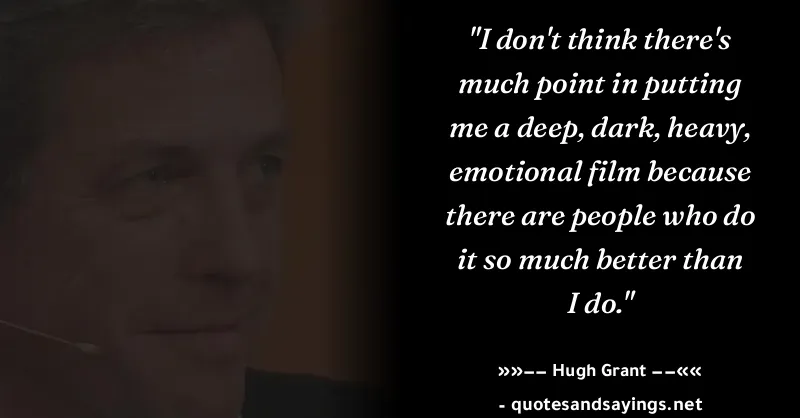 "I don't think there's
much point in putting
me a deep, dark, heavy,
emotional film because
there are people who do
it so much better than
I do."
»»−− Hugh Grant −−««
- quotesandsayings.net